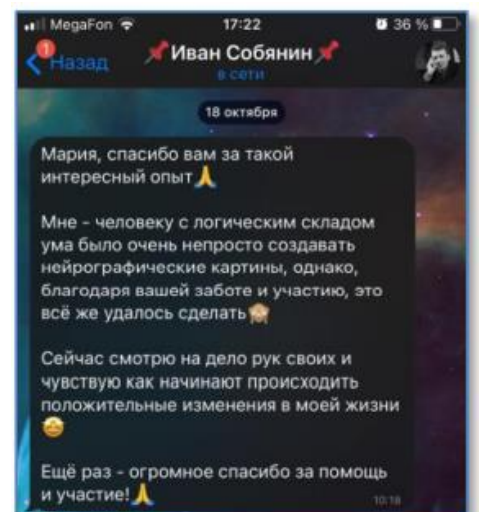 MegaFon 17:22 36 %
1
Назад 📌Иван Собянин📌
в сети
18 октября
Мария, спасибо вам за такой
интересный опыт🙏
Мне - человеку с логическим складом
ума было очень непросто создавать
нейрографические картины, однако,
благодаря вашей заботе и участию, это
всё же удалось сделать🙈
Сейчас смотрю на дело рук своих и
чувствую как начинают происходить
положительные изменения в моей жизни
🤩
Ещё раз - огромное спасибо за помощь
и участие!🙏 10:18